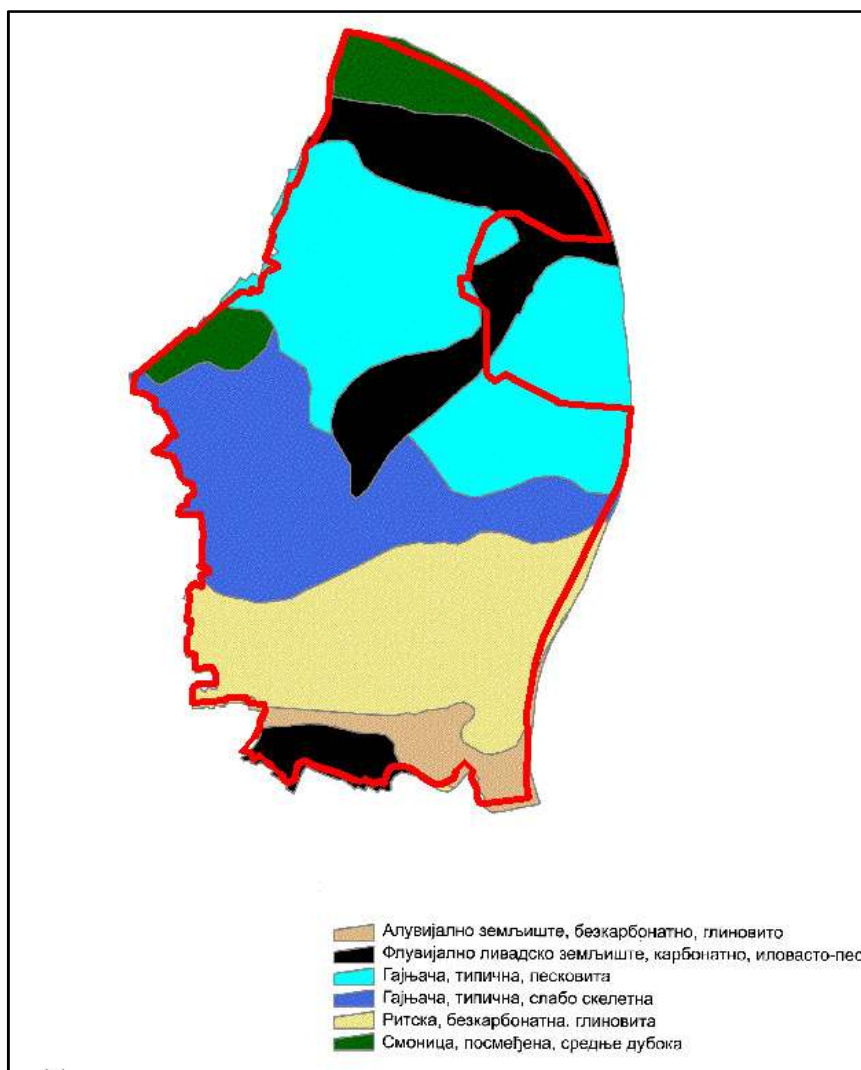 Алувијално земљиште, безкарбонатно, глиновито
Флувијално ливадско земљиште, карбонатно, иловасто-пес
Гајњача, типична, песковита
Гајњача, типична, слабо скелетна
Ритска, безкарбонатна. глиновита
Смоница, посмеђена, средње дубока